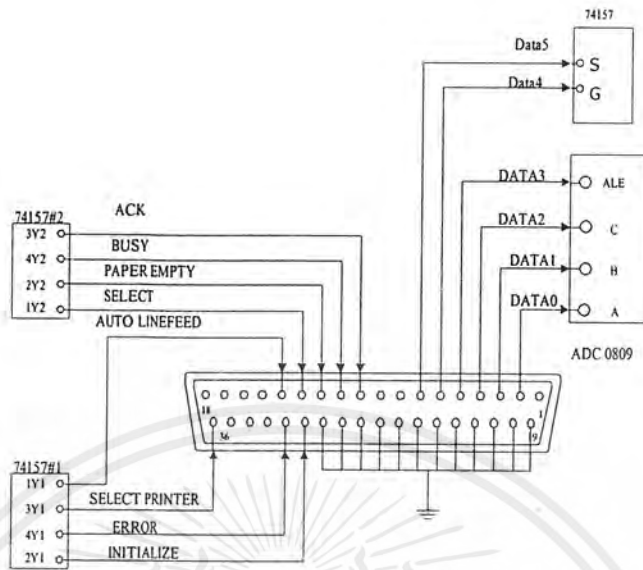 74157
Data5
S
Data4
G
DATA3
ALE
DATA2
C
DATA1
H
DATA0
A
ADC 0809
74157#2
ACK
3Y2
BUSY
4Y2
PAPER EMPTY
2Y2
SELECT
1Y2
AUTO LINEFEED
18
1
36
19
74157#1
1Y1
SELECT PRINTER
3Y1
ERROR
4Y1
INITIALIZE
2Y1